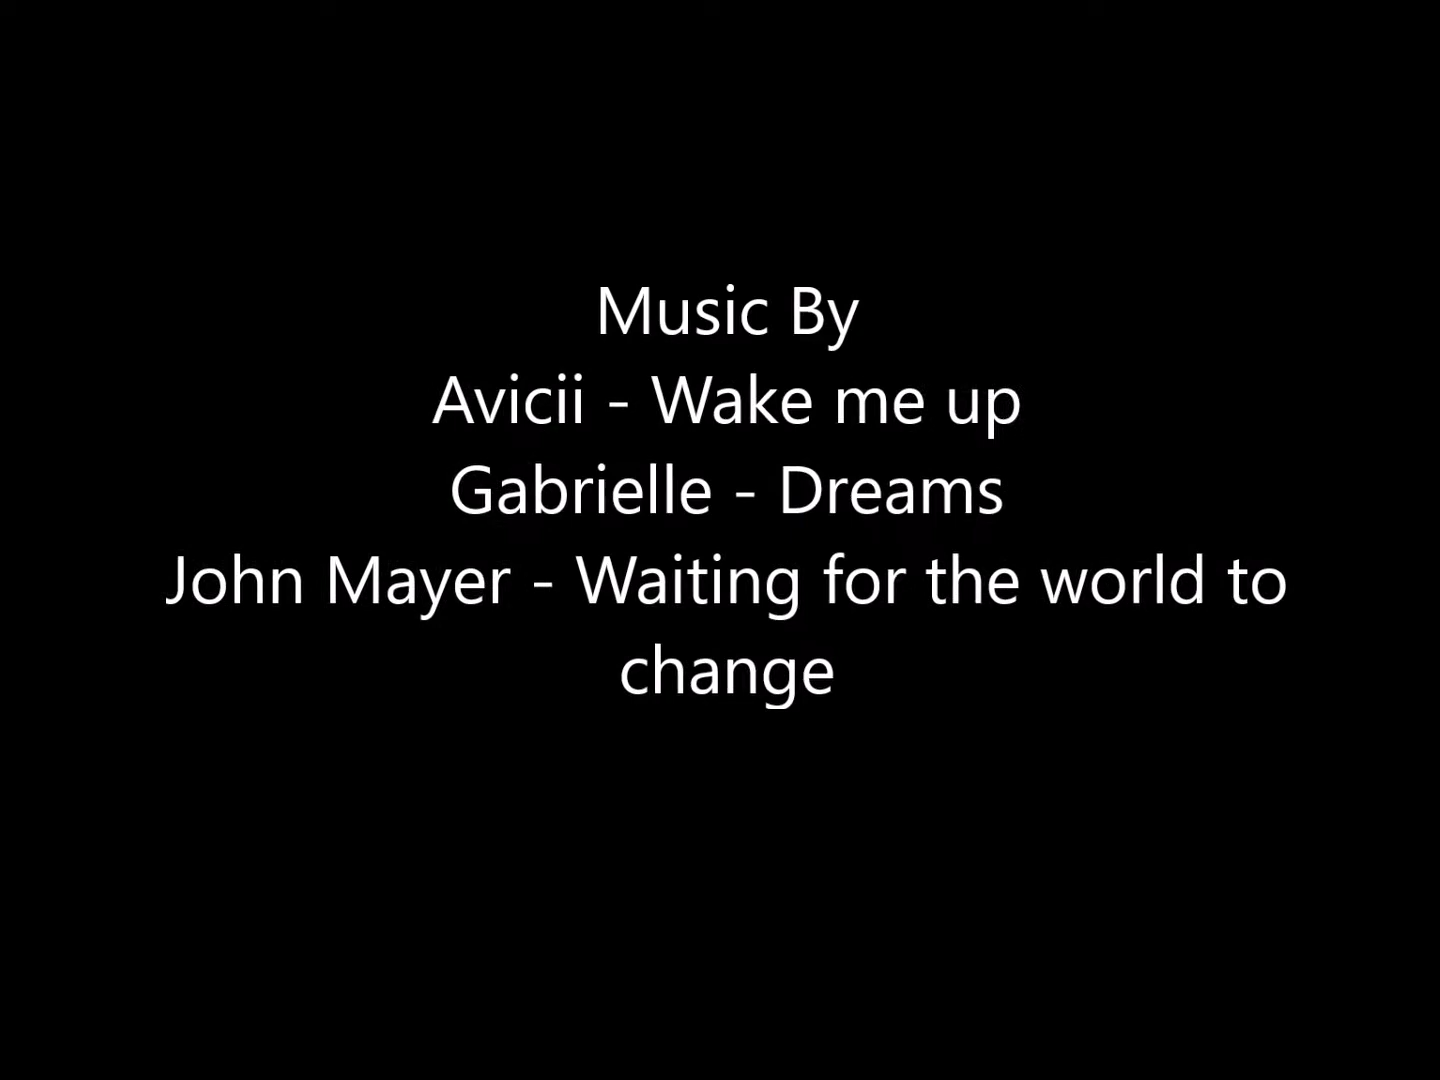 Music By
Avicii - Wake me up
Gabrielle - Dreams
John Mayer - Waiting for the world to
change